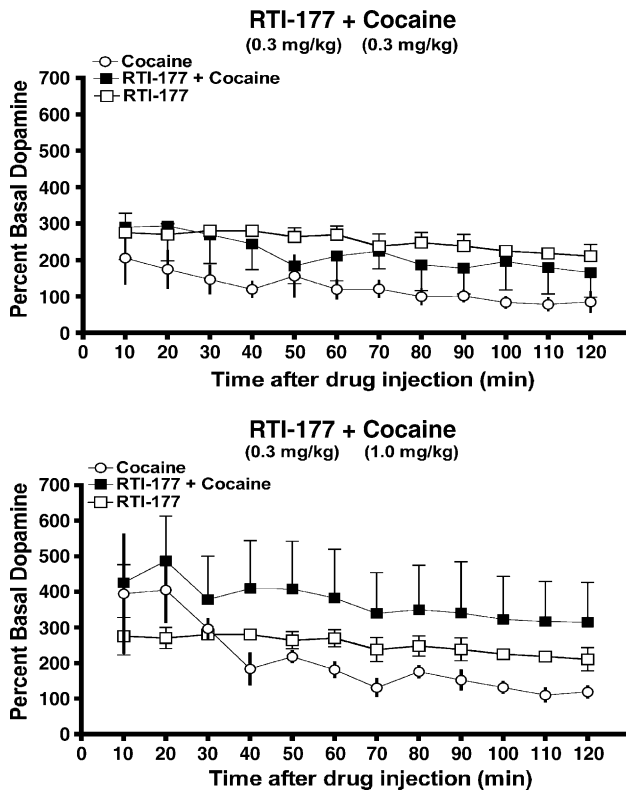 RTI-177 + Cocaine
(0.3 mg/kg) (0.3 mg/kg)
Cocaine
RTI-177 + Cocaine
RTI-177
700
600
500
400
300
200
100
0
Percent Basal Dopamine
0 10 20 30 40 50 60 70 80 90 100 110 120
Time after drug injection (min)
RTI-177 + Cocaine
(0.3 mg/kg) (1.0 mg/kg)
Cocaine
RTI-177 + Cocaine
RTI-177
700
600
500
400
300
200
100
0
Percent Basal Dopamine
0 10 20 30 40 50 60 70 80 90 100 110 120
Time after drug injection (min)